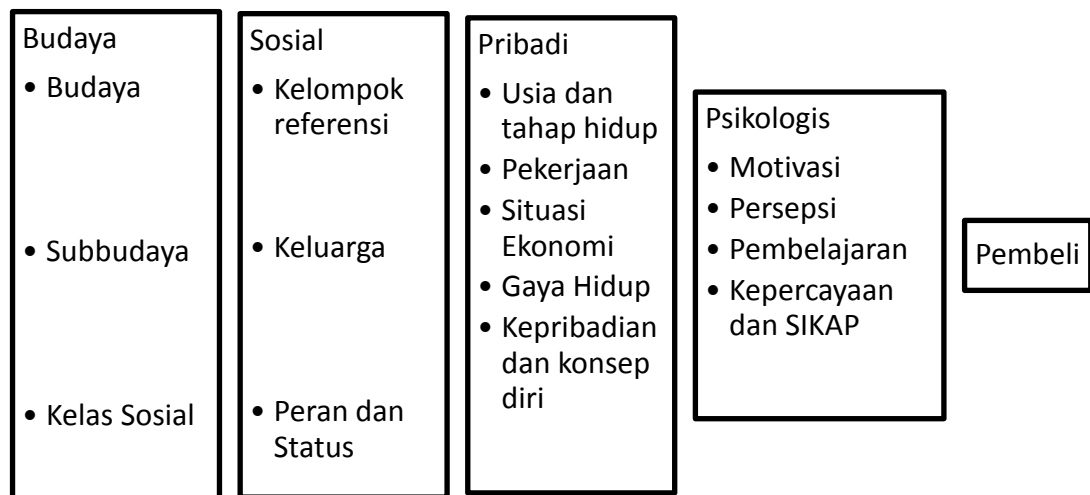 Budaya
• Budaya
• Subbudaya
• Kelas Sosial
Sosial
• Kelompok
referensi
• Keluarga
• Peran dan
Status
Pribadi
• Usia dan
tahap hidup
• Pekerjaan
• Situasi
Ekonomi
• Gaya Hidup
• Kepribadian
dan konsep
diri
Psikologis
• Motivasi
• Persepsi
• Pembelajaran
• Kepercayaan
dan SIKAP
Pembeli